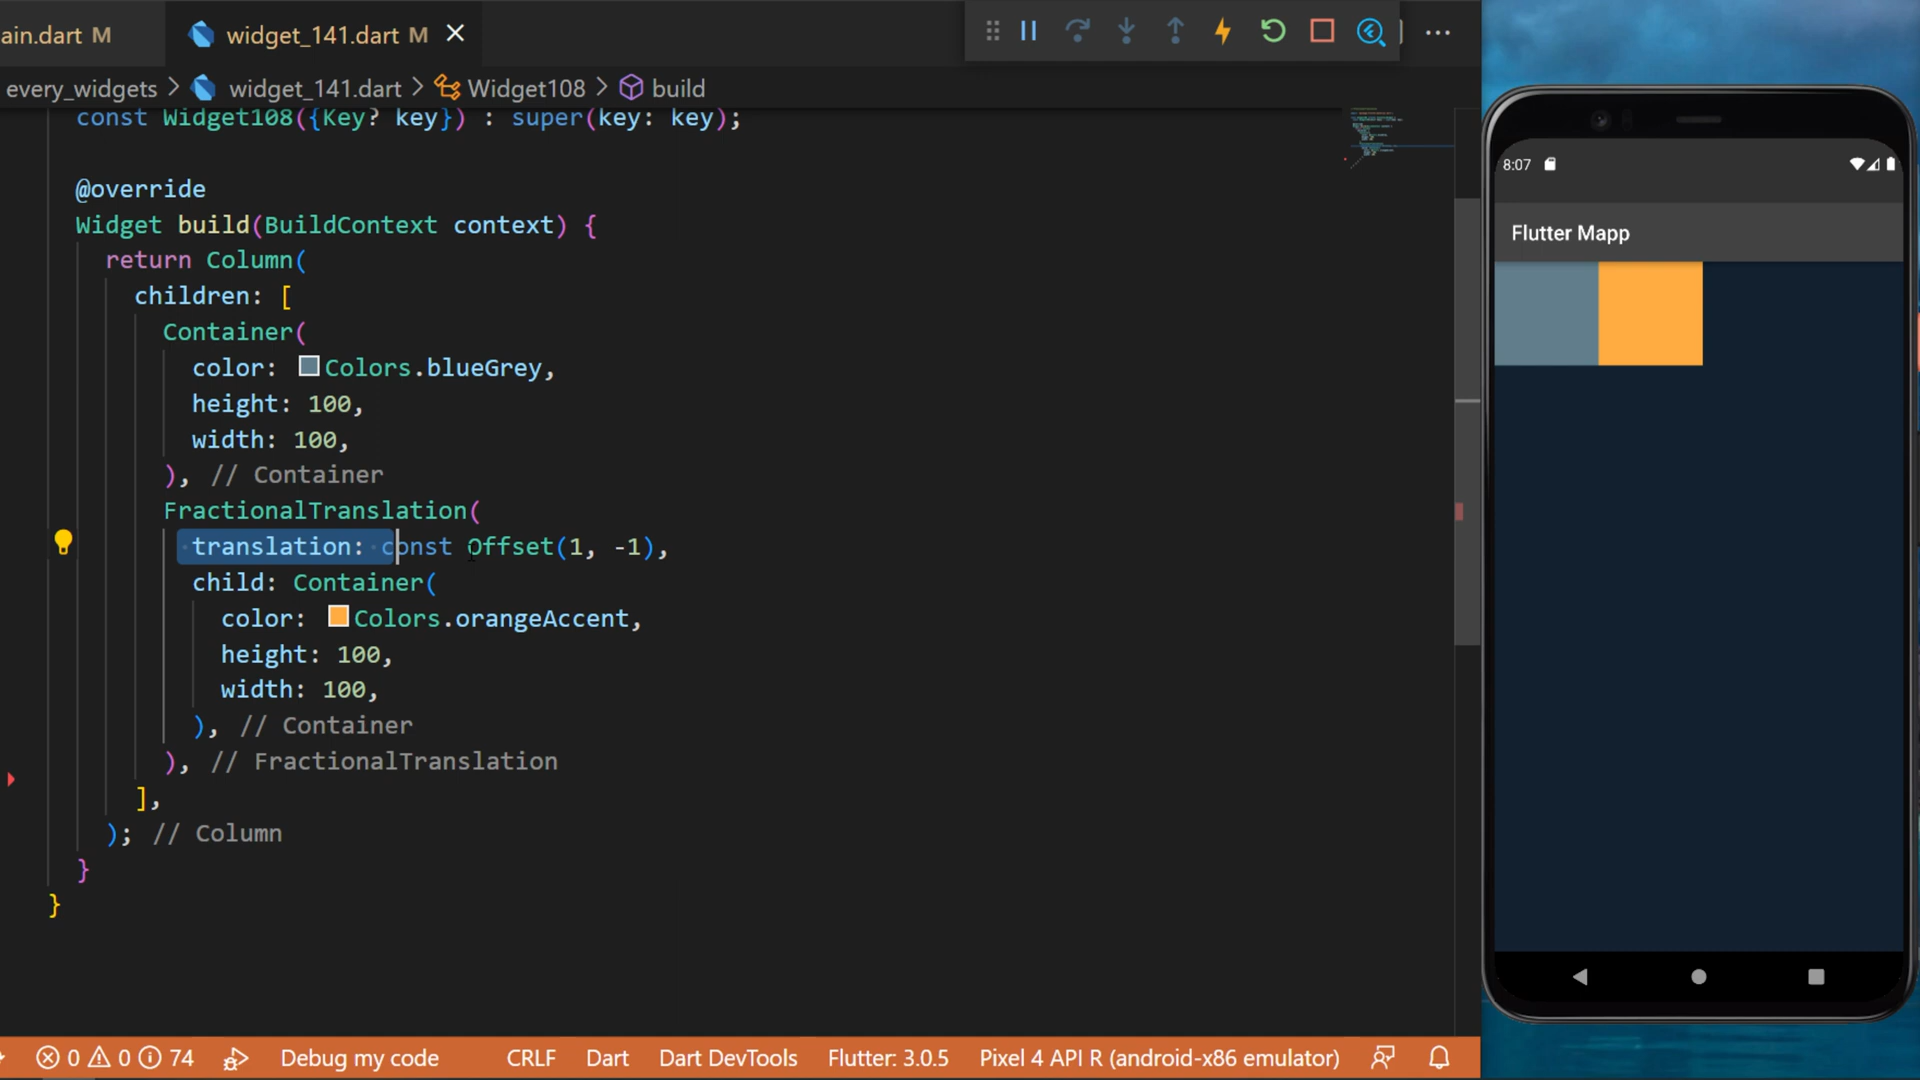 ain.dart M
widget_141.dart M
every_widgets > widget_141.dart > Widget108 > build
const Widget108({Key? key}) : super(key: key);
@override
Widget build(BuildContext context) {
return Column(
children: [
Container(
color: Colors.blueGrey,
height: 100,
width: 100,
), // Container
FractionalTranslation(
translation: const Offset(1, -1),
child: Container(
color: Colors.orangeAccent,
height: 100,
width: 100,
), // Container
), // FractionalTranslation
],
); // Column
}
}
0 0 74 Debug my code CRLF Dart Dart DevTools Flutter: 3.0.5 Pixel 4 API R (android-x86 emulator)
8:07
Flutter Mapp